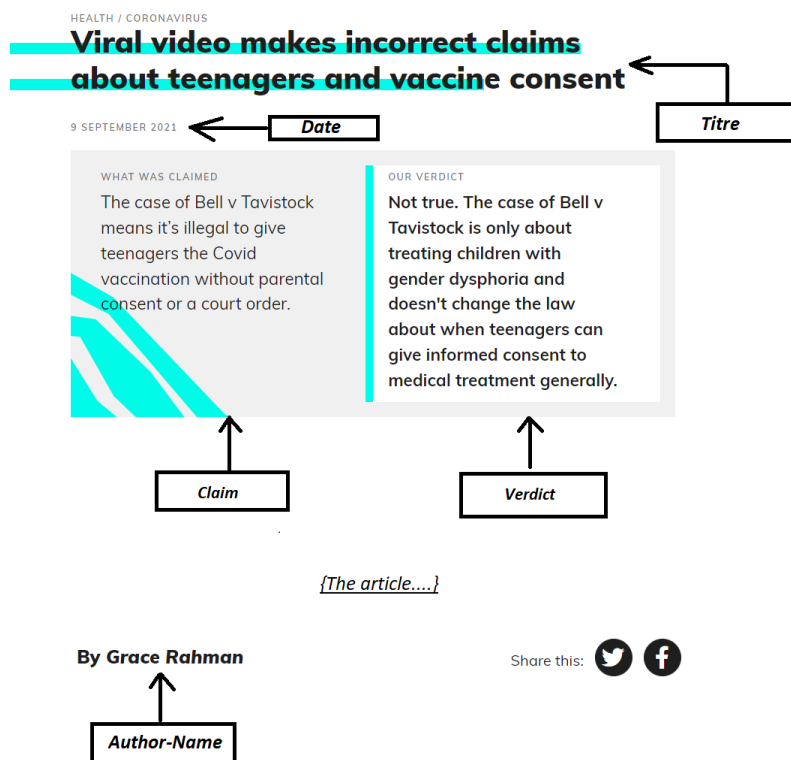 HEALTH / CORONAVIRUS
Viral video makes incorrect claims
about teenagers and vaccine consent
Titre
9 SEPTEMBER 2021
Date
WHAT WAS CLAIMED
The case of Bell v Tavistock
means it’s illegal to give
teenagers the Covid
vaccination without parental
consent or a court order.
OUR VERDICT
Not true. The case of Bell v
Tavistock is only about
treating children with
gender dysphoria and
doesn't change the law
about when teenagers can
give informed consent to
medical treatment generally.
Claim
Verdict
{The article....}
By Grace Rahman
Share this:
Author-Name